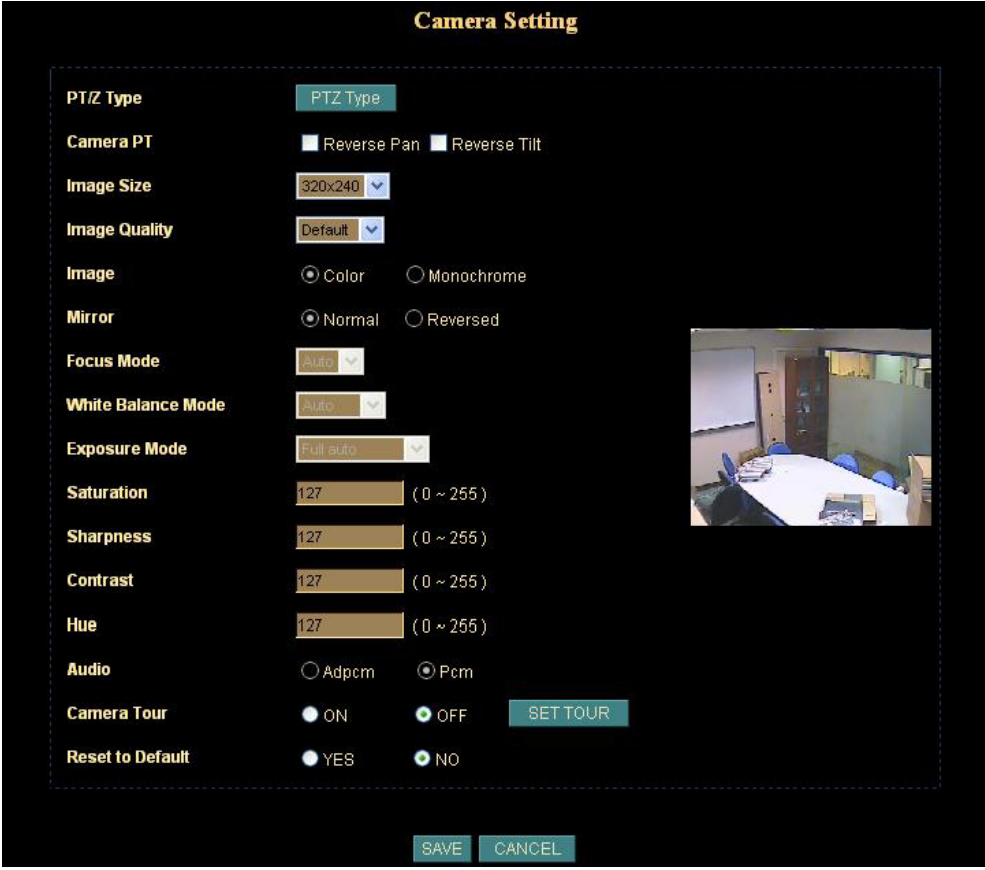 Camera Setting
PT/Z Type PTZ Type
Camera PT Reverse Pan Reverse Tilt
Image Size 320x240
Image Quality Default
Image Color Monochrome
Mirror Normal Reversed
Focus Mode Auto
White Balance Mode Auto
Exposure Mode Full auto
Saturation 127 ( 0 ~ 255 )
Sharpness 127 ( 0 ~ 255 )
Contrast 127 ( 0 ~ 255 )
Hue 127 ( 0 ~ 255 )
Audio Adpcm Pcm
Camera Tour ON OFF SET TOUR
Reset to Default YES NO
SAVE CANCEL